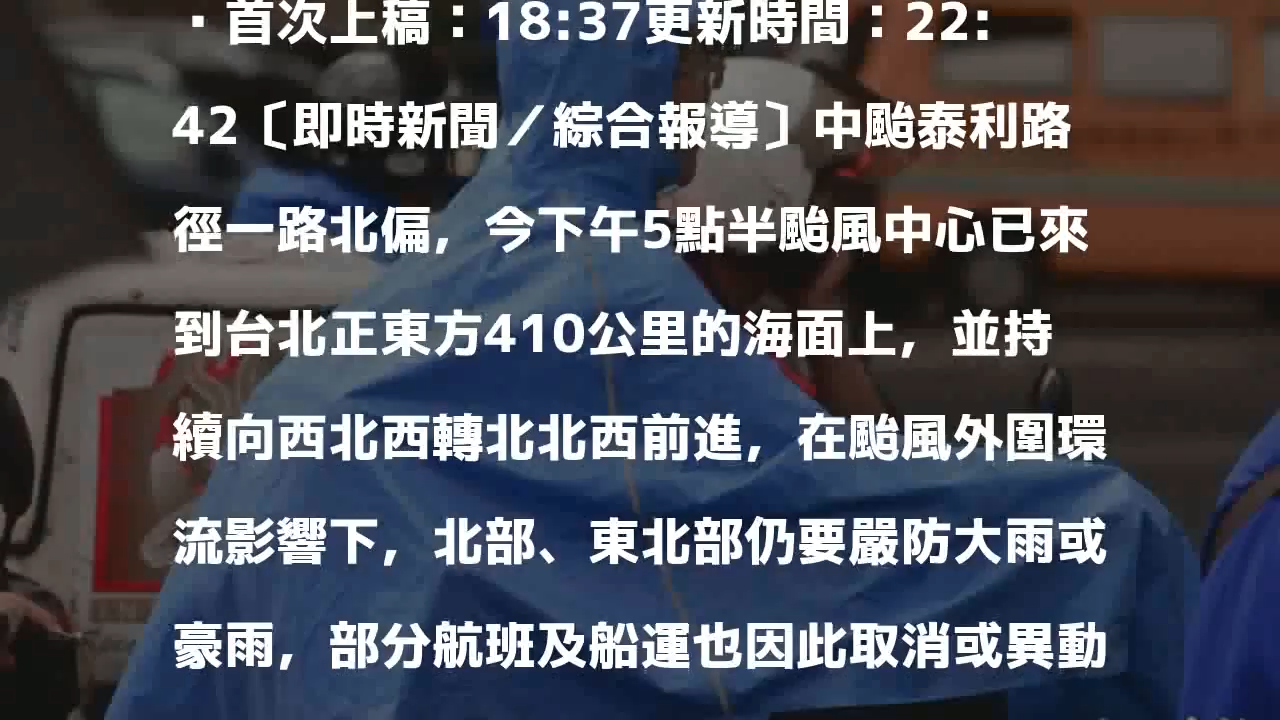 ・首次上稿：18:37更新時間：22:
42〔即時新聞／綜合報導〕中颱泰利路
徑一路北偏，今下午5點半颱風中心已來
到台北正東方410公里的海面上，並持
續向西北西轉北北西前進，在颱風外圍環
流影響下，北部、東北部仍要嚴防大雨或
豪雨，部分航班及船運也因此取消或異動